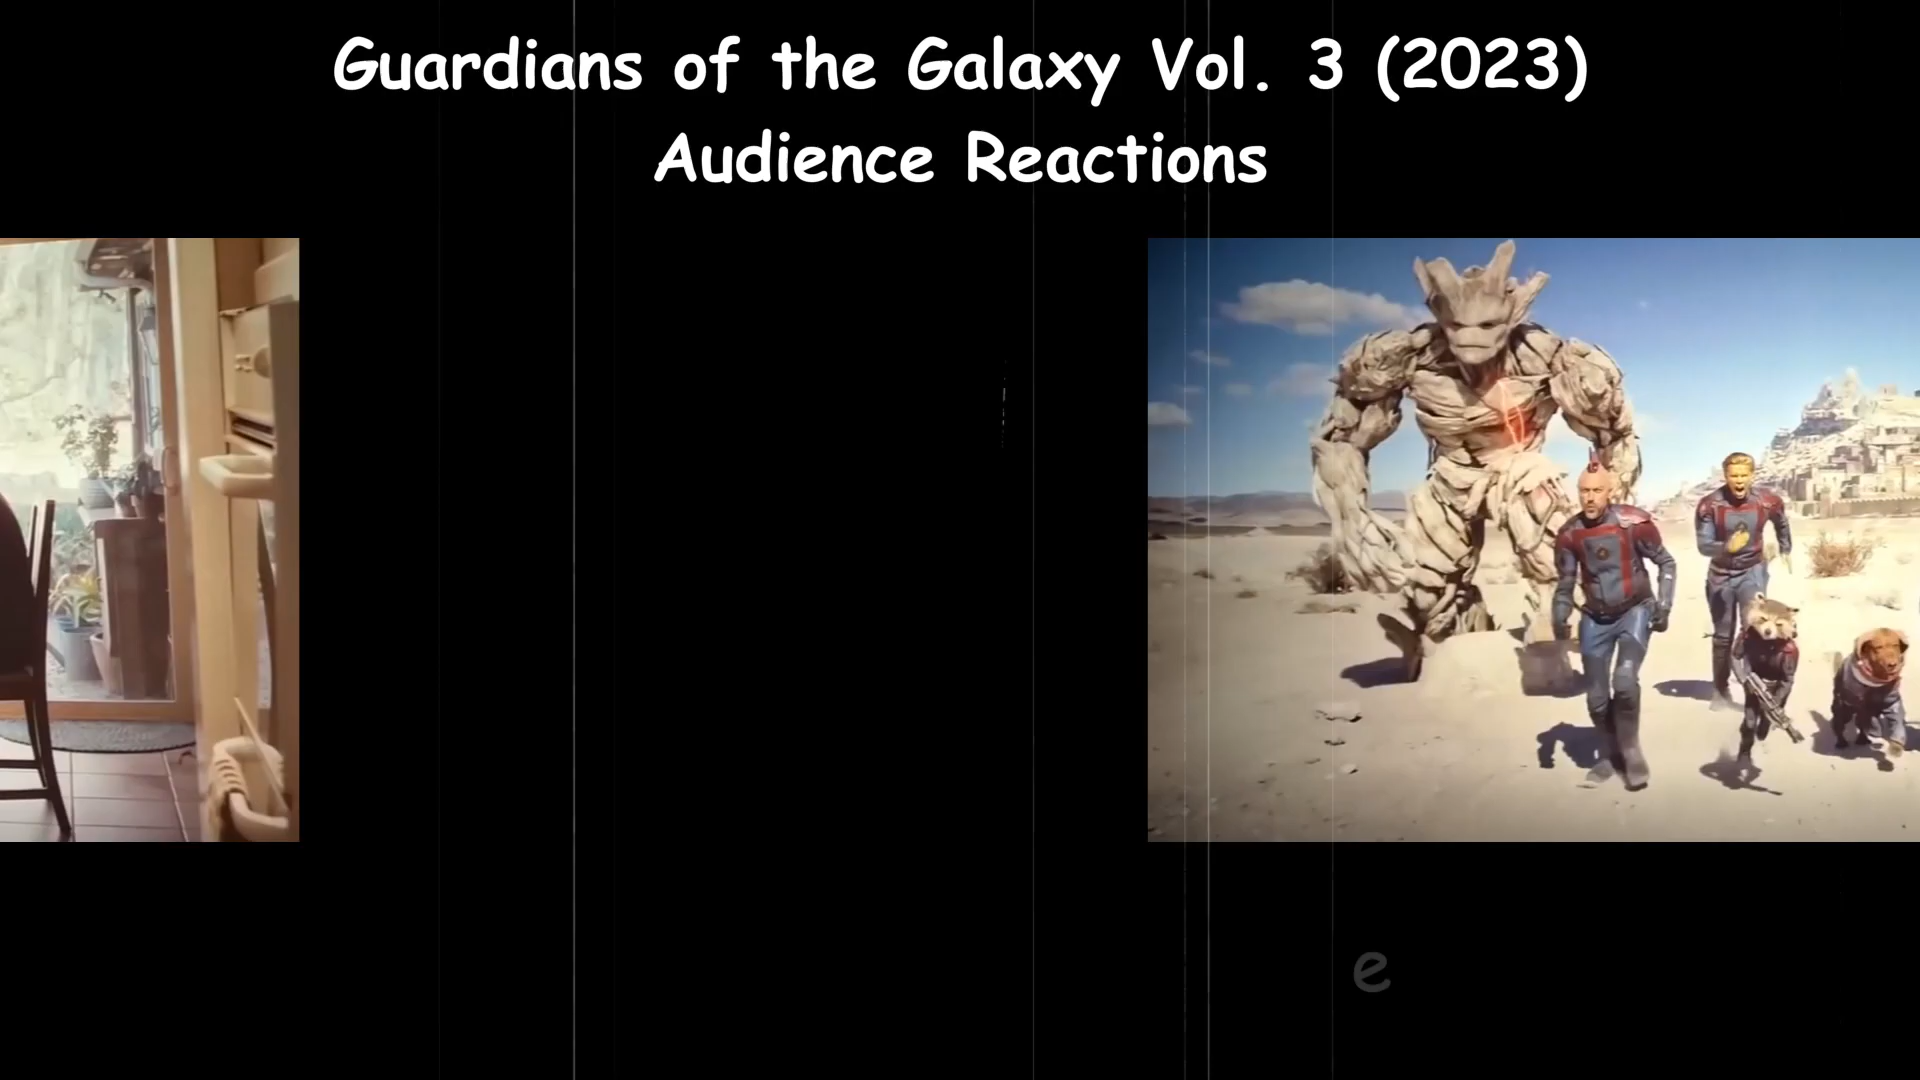 Guardians of the Galaxy Vol. 3 (2023)
Audience Reactions
e